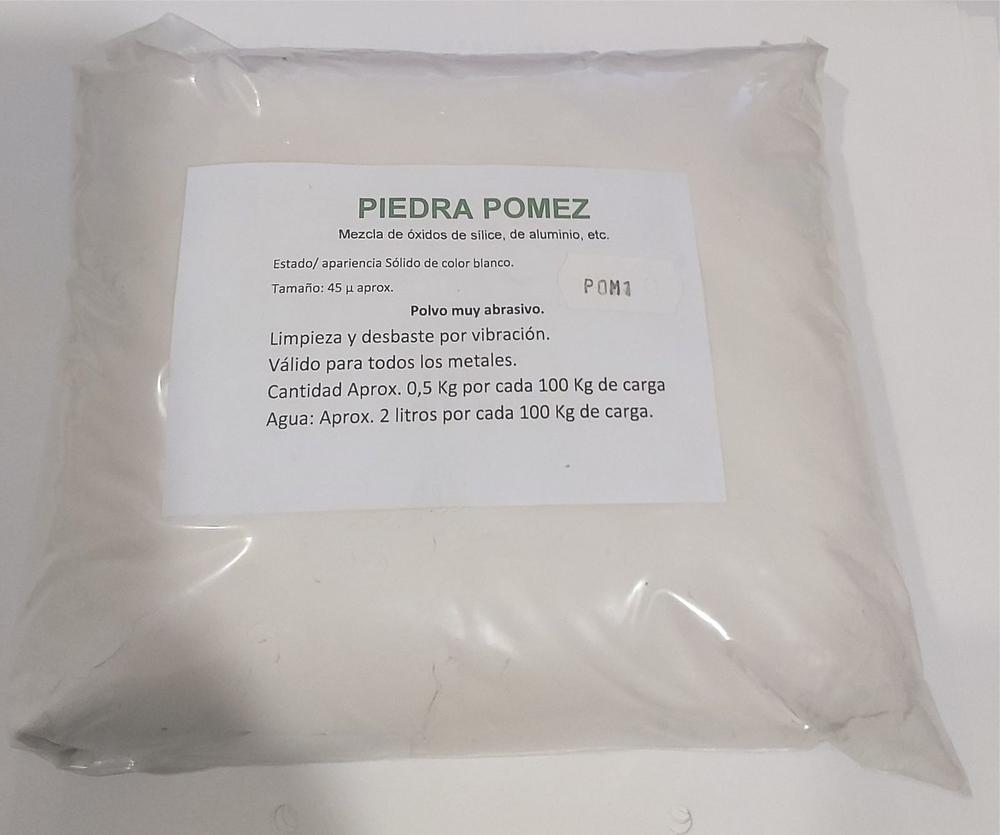 PIEDRA POMEZ
Mezcla de óxidos de sílice, de aluminio, etc.
Estado/ apariencia Sólido de color blanco.
Tamaño: 45 µ aprox.
POM1
Polvo muy abrasivo.
Limpieza y desbaste por vibración.
Válido para todos los metales.
Cantidad Aprox. 0,5 Kg por cada 100 Kg de carga
Agua: Aprox. 2 litros por cada 100 Kg de carga.